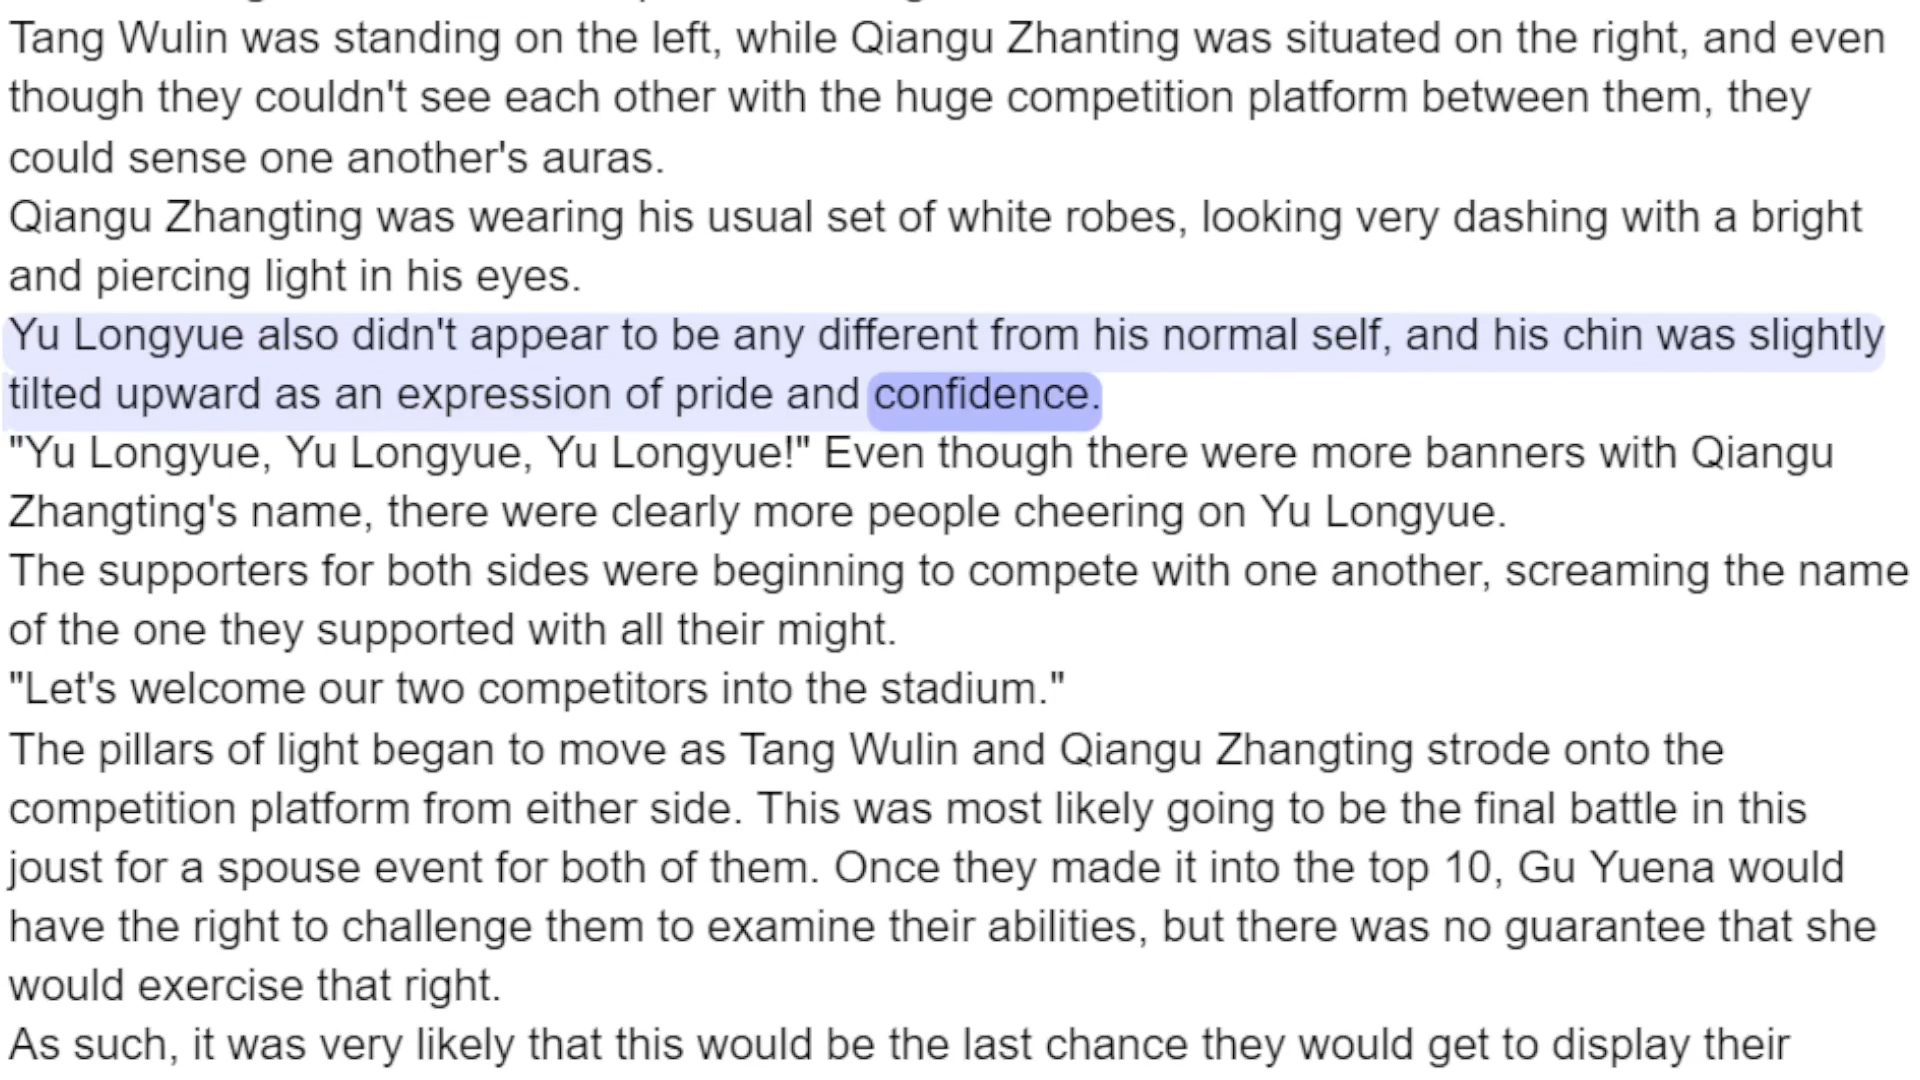 Tang Wulin was standing on the left, while Qiangu Zhanting was situated on the right, and even
though they couldn't see each other with the huge competition platform between them, they
could sense one another's auras.
Qiangu Zhangting was wearing his usual set of white robes, looking very dashing with a bright
and piercing light in his eyes.
Yu Longyue also didn't appear to be any different from his normal self, and his chin was slightly
tilted upward as an expression of pride and confidence.
"Yu Longyue, Yu Longyue, Yu Longyue!" Even though there were more banners with Qiangu
Zhangting's name, there were clearly more people cheering on Yu Longyue.
The supporters for both sides were beginning to compete with one another, screaming the name
of the one they supported with all their might.
"Let's welcome our two competitors into the stadium."
The pillars of light began to move as Tang Wulin and Qiangu Zhangting strode onto the
competition platform from either side. This was most likely going to be the final battle in this
joust for a spouse event for both of them. Once they made it into the top 10, Gu Yuena would
have the right to challenge them to examine their abilities, but there was no guarantee that she
would exercise that right.
As such, it was very likely that this would be the last chance they would get to display their